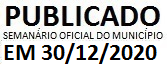 PUBLICADO
SEMANÁRIO OFICIAL DO MUNICÍPIO
EM 30/12/2020